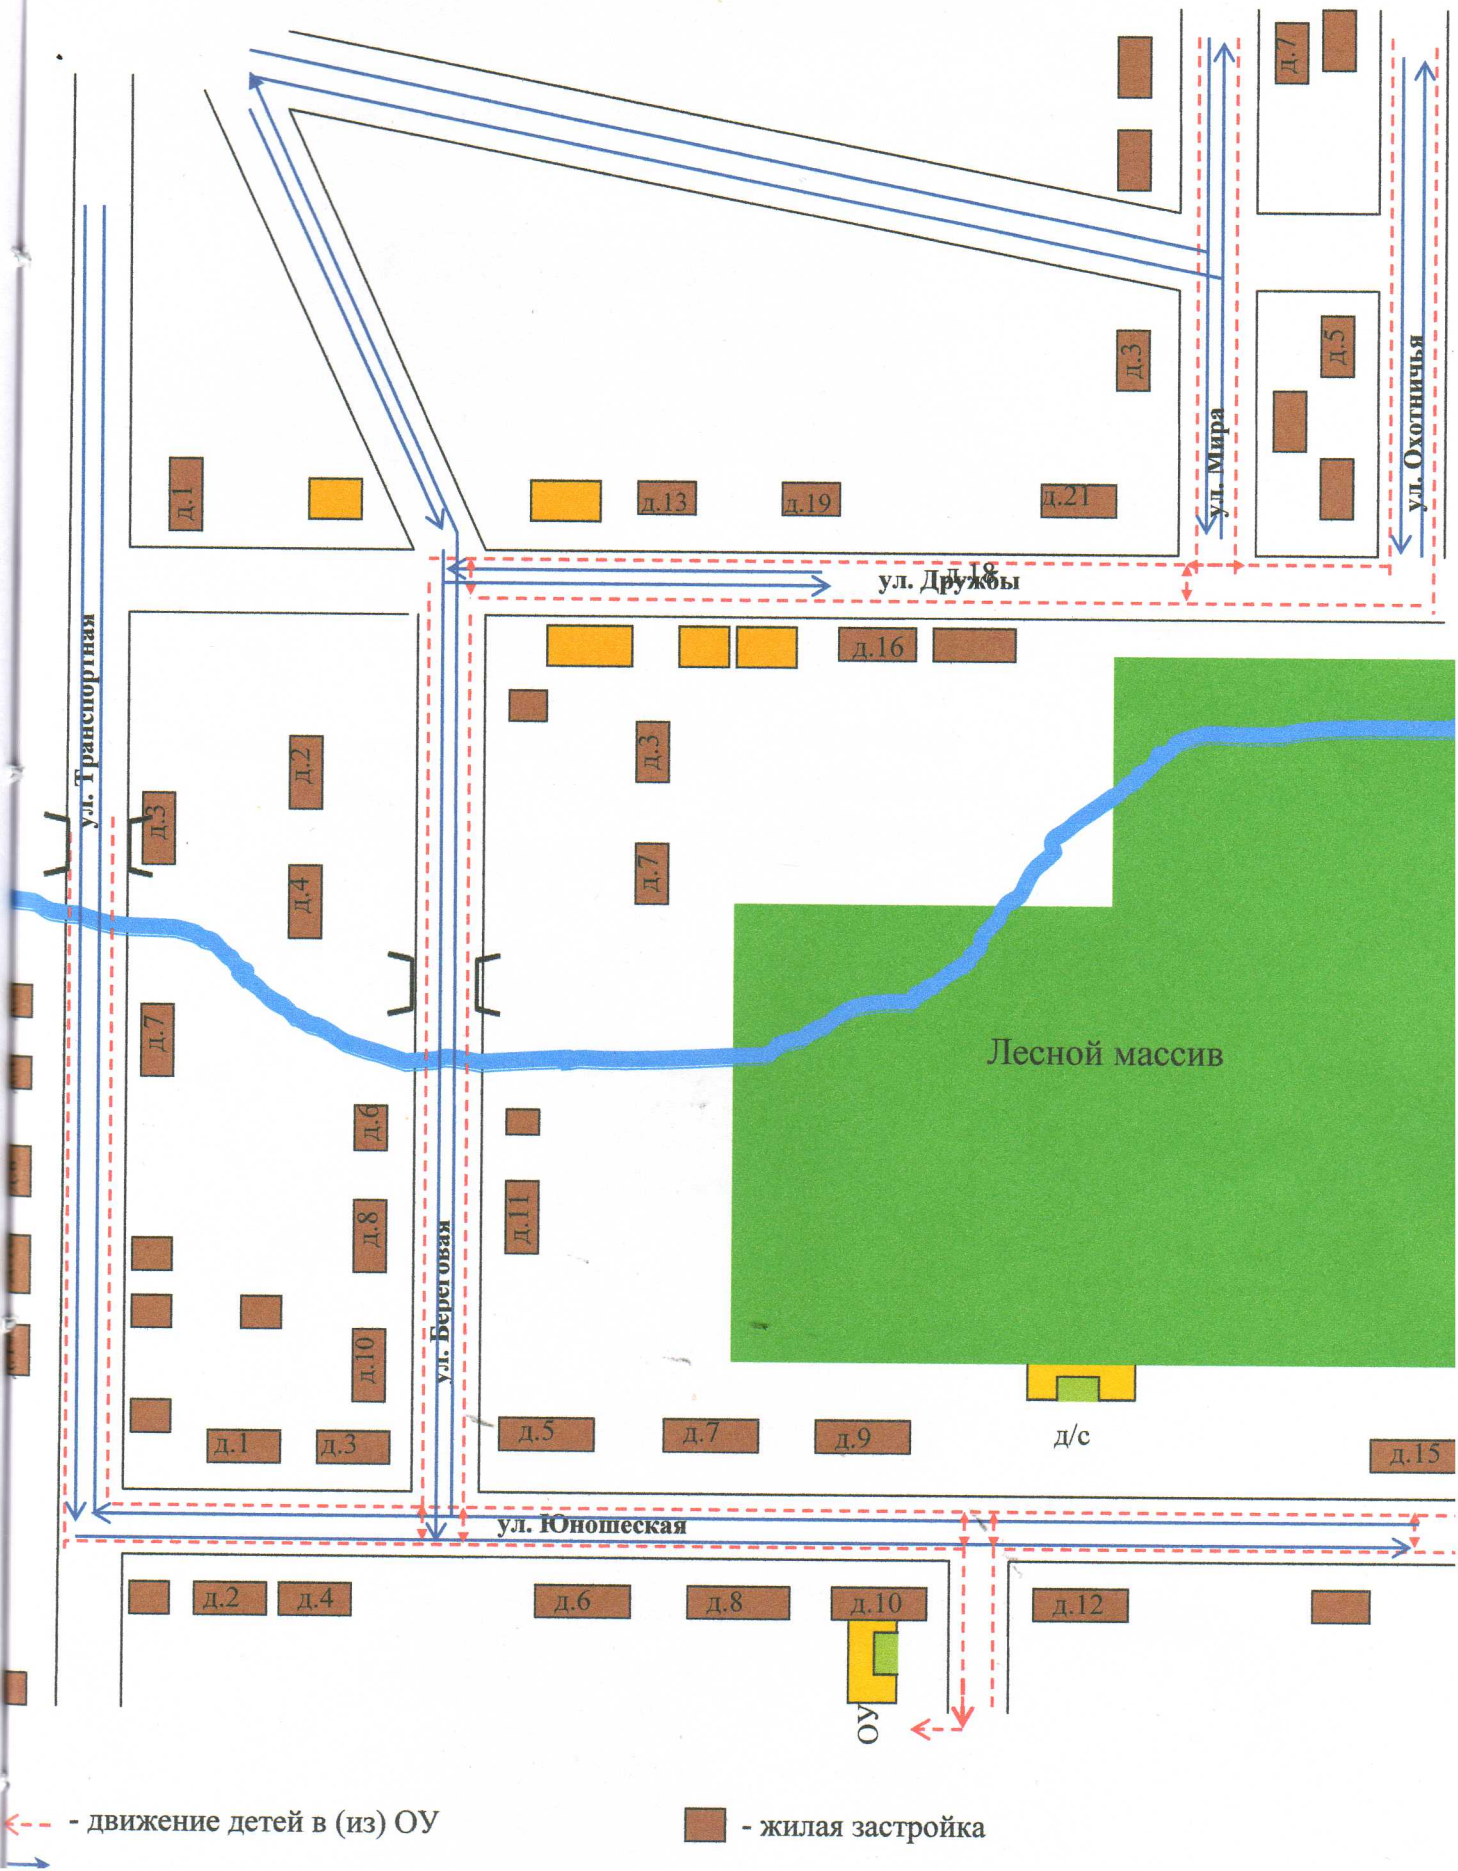 д.7
д.3
д.5
ул. Мира
ул. Охотничья
д.1
д.13
д.19
д.21
д.18
ул. Дружбы
д.16
ул. Транспортная
д.2
д.3
д.3
д.4
д.7
д.7
Лесной массив
д.6
д.8
д.11
ул. Береговая
д.10
д.1
д.3
д.5
д.7
д.9
д/с
д.15
ул. Юношеская
д.2
д.4
д.6
д.8
д.10
д.12
ОУ
- движение детей в (из) ОУ
- жилая застройка